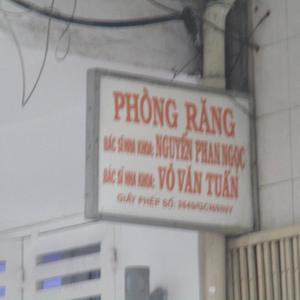 PHÒNG RĂNG
BÁC SĨ NHA KHOA: NGUYỄN PHAN NGỌC
BÁC SĨ NHA KHOA: VÕ VĂN TUẤN
GIẤY PHÉP SỐ: